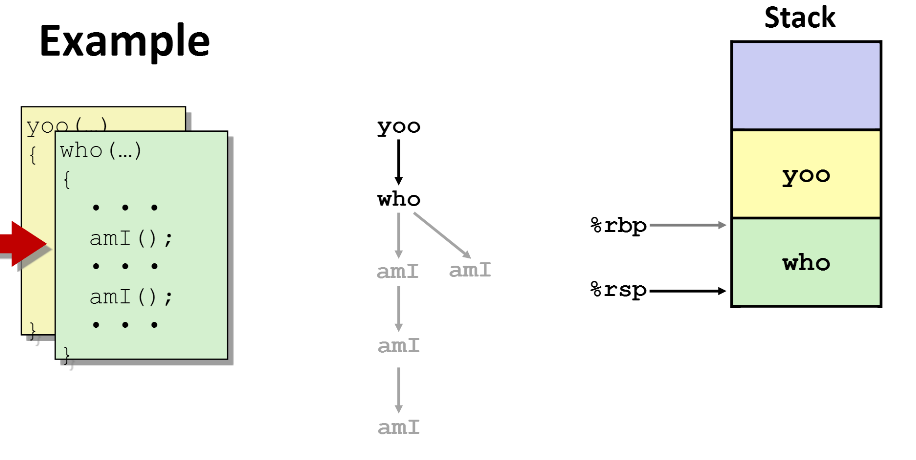 Example
Stack
yoo(…)
{
}
who(…)
{
• • •
amI();
• • •
amI();
• • •
}
yoo
who
amI amI
amI
amI
%rbp
%rsp
yoo
who